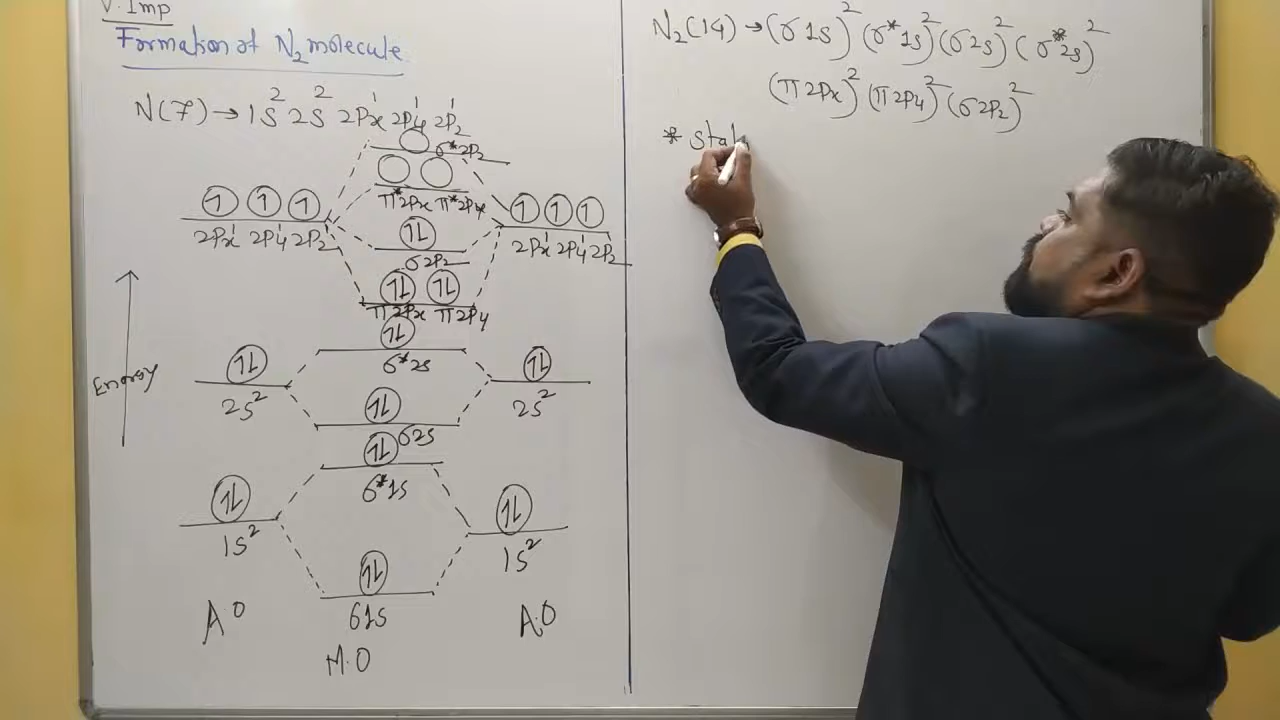 V. Imp
Formation of N₂ molecule
N(7) → 1S² 2S² 2Px¹ 2Py¹ 2Pz¹
σ*2Pz
π*2Px π*2Py
2Px¹ 2Py¹ 2Pz¹
σ2Pz
2Px¹ 2Py¹ 2Pz¹
π2Px π2Py
σ*2s
2s²
2s²
σ2s
σ*1s
1s²
1s²
σ1s
A.O
M.O
A.O
Energy
N₂(14) → (σ1s)² (σ*1s)² (σ2s)² (σ*2s)²
(π2Px)² (π2Py)² (σ2Pz)²
* Stab